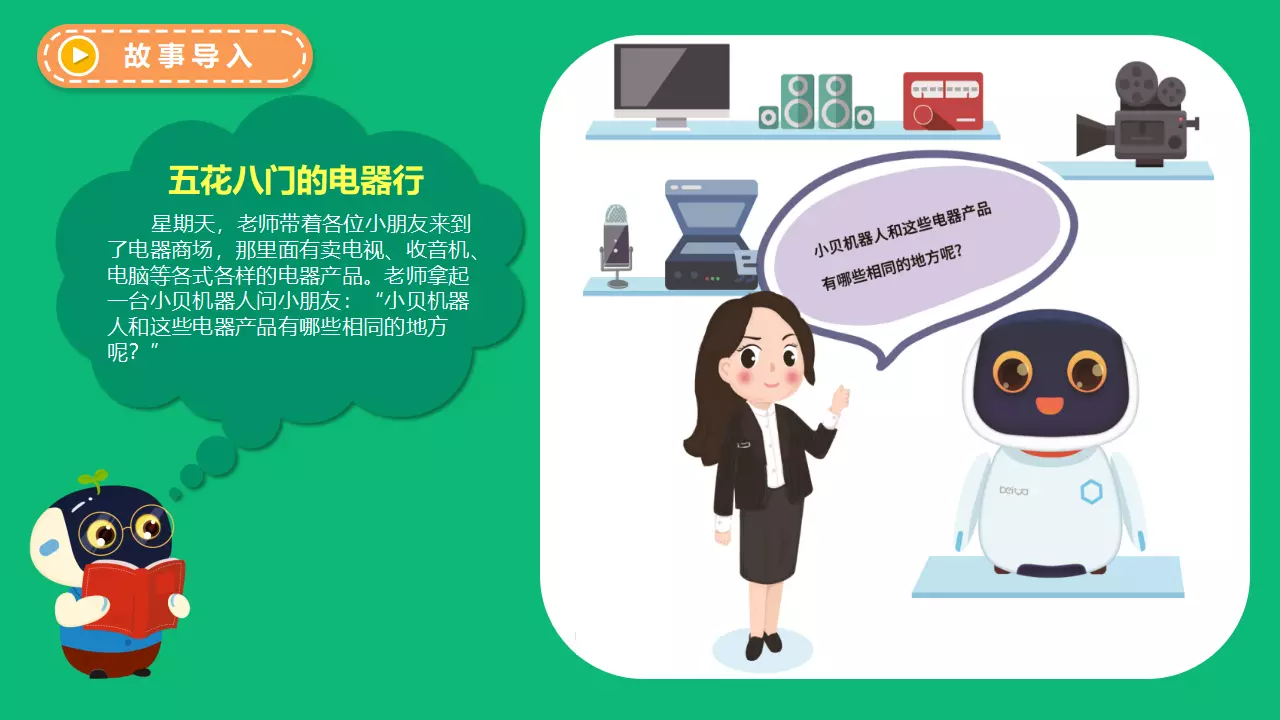 故事导入
五花八门的电器行
星期天，老师带着各位小朋友来到
了电器商场，那里面有卖电视、收音机、
电脑等各式各样的电器产品。老师拿起
一台小贝机器人问小朋友：“小贝机器
人和这些电器产品有哪些相同的地方
呢？”
小贝机器人和这些电器产品
有哪些相同的地方呢?